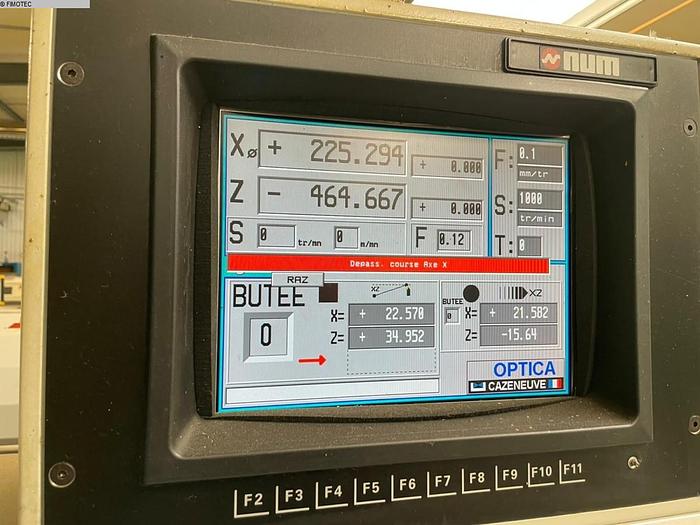 © FIMOTEC
num
XØ + 225.294 + 0.000 F: 0.1
mm/tr
Z - 464.667 + 0.000 S: 1000
tr/min
S 0 tr/mn 0 m/mn F 0.12 T: 0
Depass. course Axe X
RAZ
BUTEE XZ XZ
BUTEE
0 X= + 22.570 0 X= + 21.582
Z= + 34.952 Z= -15.64
OPTICA
CAZENEUVE
F2 F3 F4 F5 F6 F7 F8 F9 F10 F11